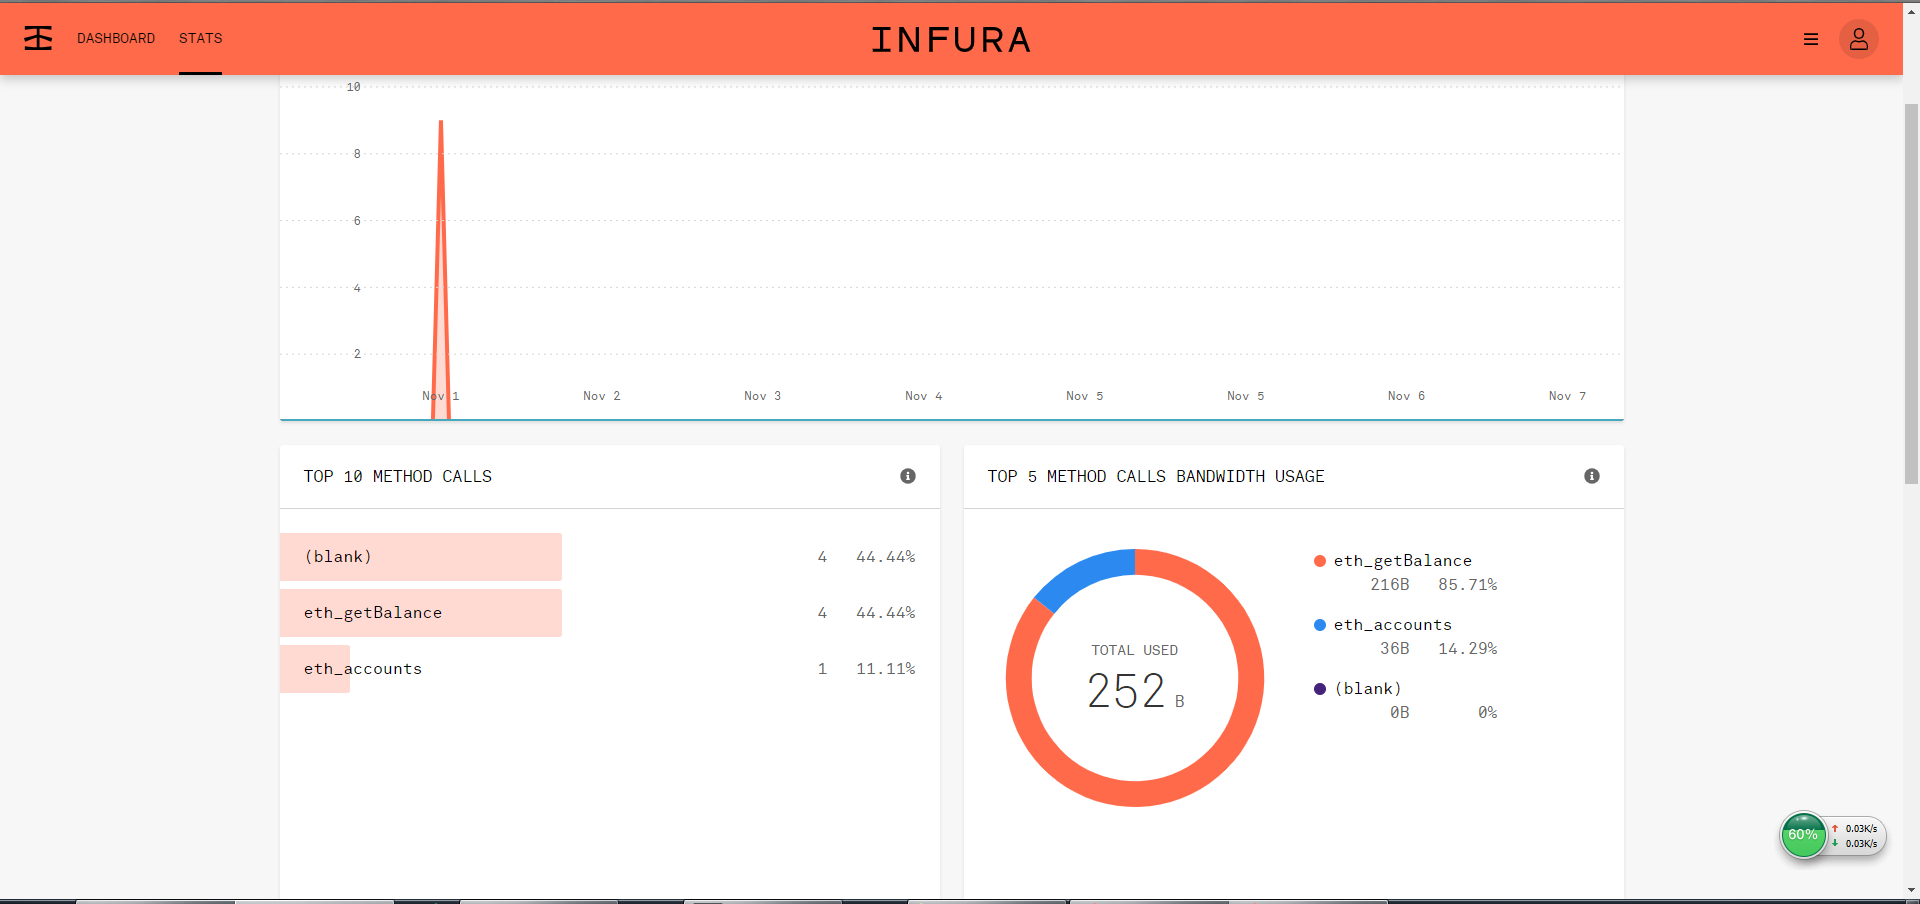 DASHBOARD STATS INFURA
10
8
6
4
2
Nov 1 Nov 2 Nov 3 Nov 4 Nov 5 Nov 5 Nov 6 Nov 7
TOP 10 METHOD CALLS
(blank) 4 44.44%
eth_getBalance 4 44.44%
eth_accounts 1 11.11%
TOP 5 METHOD CALLS BANDWIDTH USAGE
TOTAL USED
252 B
eth_getBalance
216B 85.71%
eth_accounts
36B 14.29%
(blank)
0B 0%
60% 0.03K/s
0.03K/s